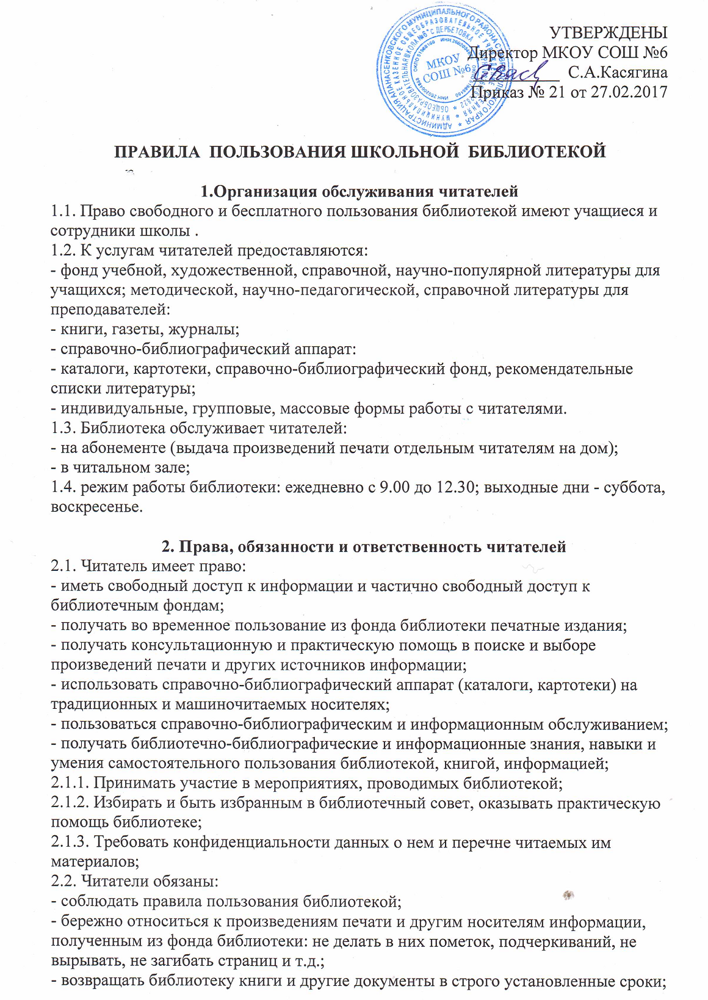 УТВЕРЖДЕНЫ
Директор МКОУ СОШ №6
С.А.Касягина
Приказ № 21 от 27.02.2017
МКОУ
СОШ №6
ПРАВИЛА ПОЛЬЗОВАНИЯ ШКОЛЬНОЙ БИБЛИОТЕКОЙ
1.Организация обслуживания читателей
1.1. Право свободного и бесплатного пользования библиотекой имеют учащиеся и
сотрудники школы .
1.2. К услугам читателей предоставляются:
- фонд учебной, художественной, справочной, научно-популярной литературы для
учащихся; методической, научно-педагогической, справочной литературы для
преподавателей:
- книги, газеты, журналы;
- справочно-библиографический аппарат:
- каталоги, картотеки, справочно-библиографический фонд, рекомендательные
списки литературы;
- индивидуальные, групповые, массовые формы работы с читателями.
1.3. Библиотека обслуживает читателей:
- на абонементе (выдача произведений печати отдельным читателям на дом);
- в читальном зале;
1.4. режим работы библиотеки: ежедневно с 9.00 до 12.30; выходные дни - суббота,
воскресенье.
2. Права, обязанности и ответственность читателей
2.1. Читатель имеет право:
- иметь свободный доступ к информации и частично свободный доступ к
библиотечным фондам;
- получать во временное пользование из фонда библиотеки печатные издания;
- получать консультационную и практическую помощь в поиске и выборе
произведений печати и других источников информации;
- использовать справочно-библиографический аппарат (каталоги, картотеки) на
традиционных и машиночитаемых носителях;
- пользоваться справочно-библиографическим и информационным обслуживанием;
- получать библиотечно-библиографические и информационные знания, навыки и
умения самостоятельного пользования библиотекой, книгой, информацией;
2.1.1. Принимать участие в мероприятиях, проводимых библиотекой;
2.1.2. Избирать и быть избранным в библиотечный совет, оказывать практическую
помощь библиотеке;
2.1.3. Требовать конфиденциальности данных о нем и перечне читаемых им
материалов;
2.2. Читатели обязаны:
- соблюдать правила пользования библиотекой;
- бережно относиться к произведениям печати и другим носителям информации,
полученным из фонда библиотеки: не делать в них пометок, подчеркиваний, не
вырывать, не загибать страниц и т.д.;
- возвращать библиотеку книги и другие документы в строго установленные сроки;